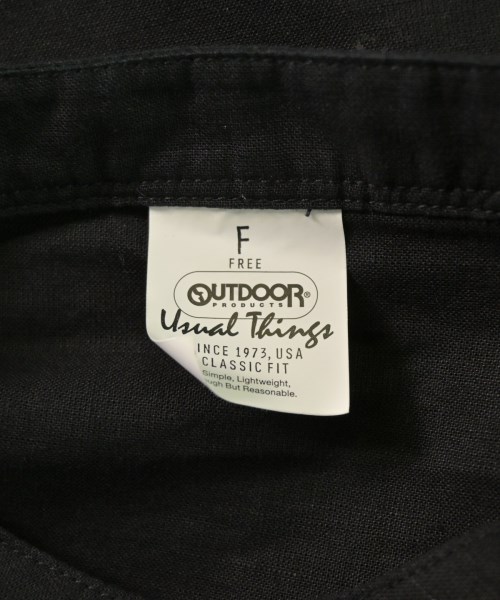 F
FREE
OUTDOOR®
PRODUCTS
Usual Things
INCE 1973, USA
CLASSIC FIT
Simple, Lightweight,
ugh But Reasonable.